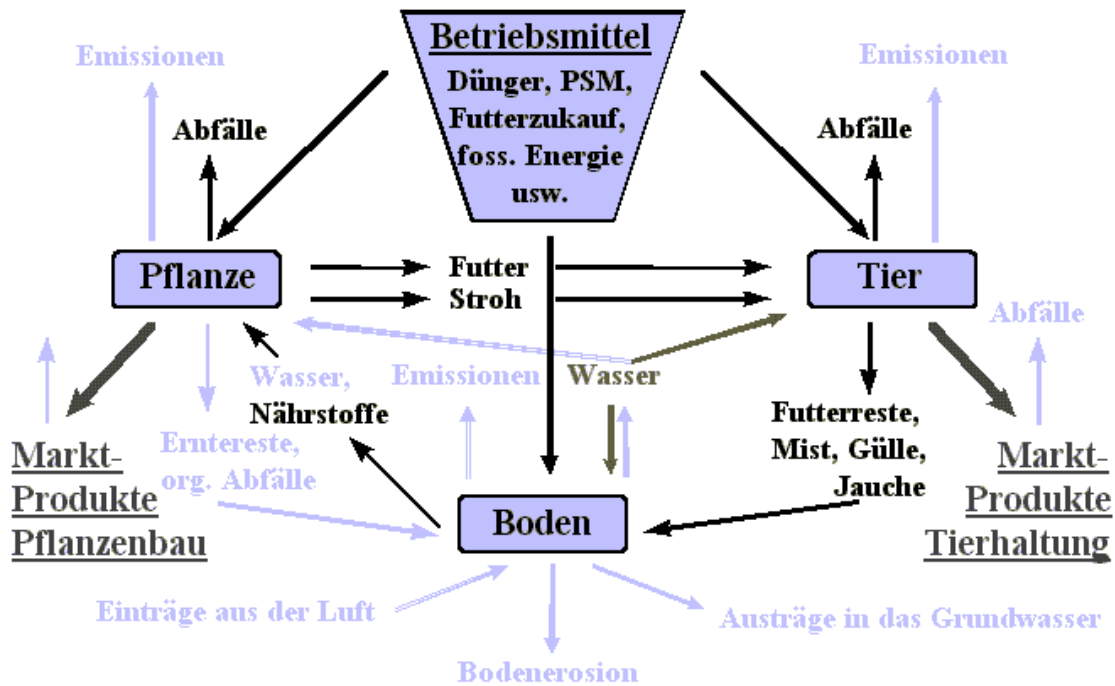 Betriebsmittel
Dünger, PSM,
Futterzukauf,
foss. Energie
usw.
Emissionen
Abfälle
Emissionen
Abfälle
Pflanze
Futter
Stroh
Tier
Abfälle
Wasser,
Nährstoffe
Emissionen
Wasser
Futterreste,
Mist, Gülle,
Jauche
Markt-
Produkte
Pflanzenbau
Erntereste,
org. Abfälle
Boden
Markt-
Produkte
Tierhaltung
Einträge aus der Luft
Austräge in das Grundwasser
Bodenerosion